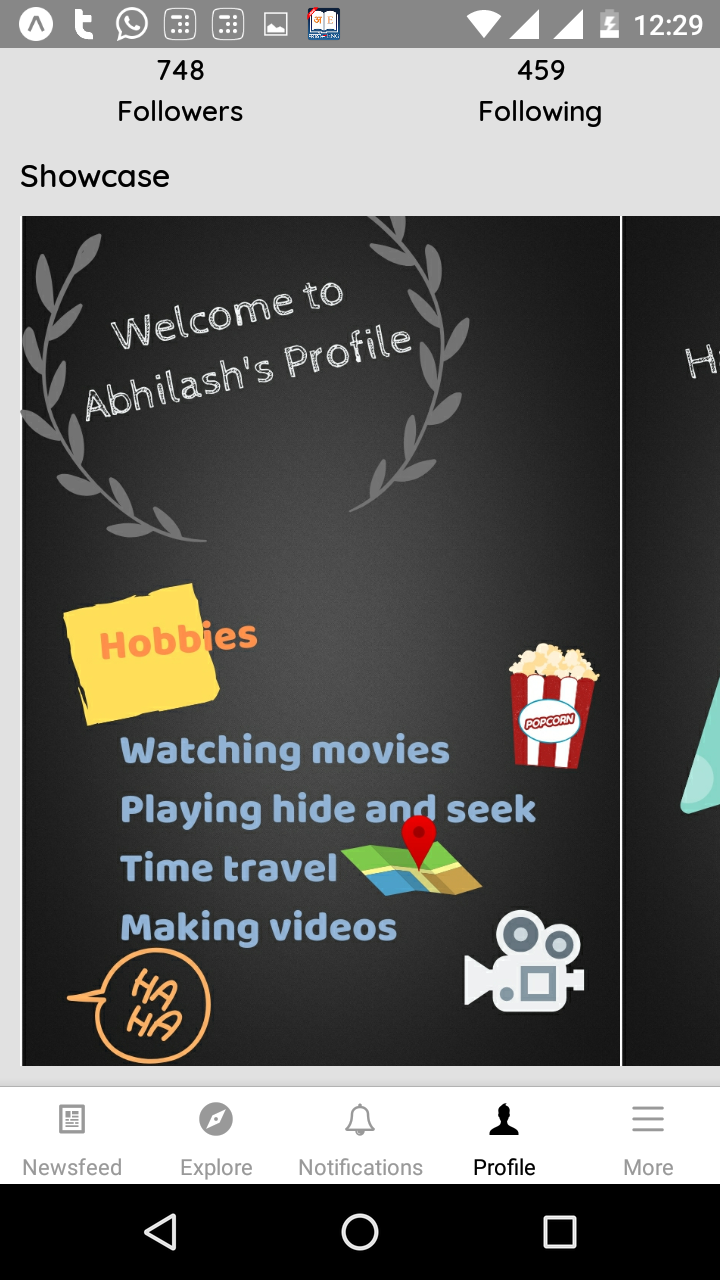 12:29
748
459
Followers
Following
Showcase
Welcome to
Abhilash's Profile
H
Hobbies
POPCORN
Watching movies
Playing hide and seek
Time travel
Making videos
HA
HA
Newsfeed
Explore
Notifications
Profile
More